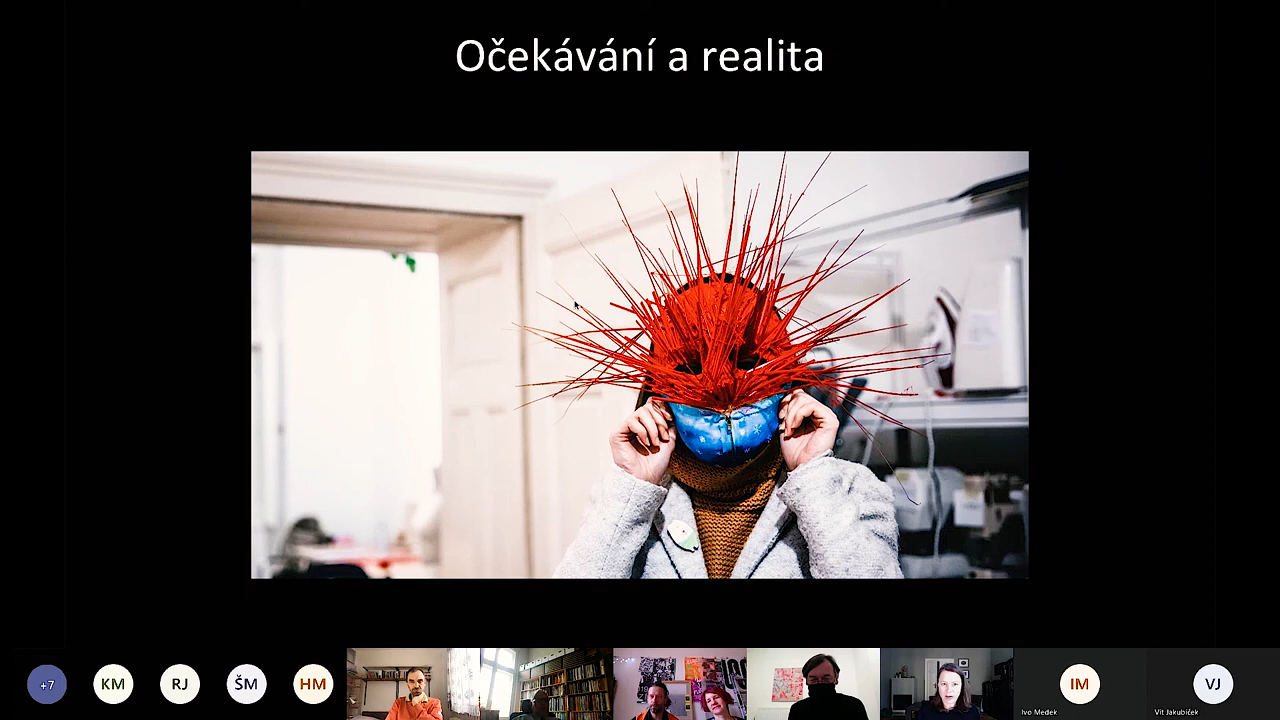 Očekávání a realita
+7
KM
RJ
ŠM
HM
IM
VJ
Ivo Medek
Vít Jakubíček